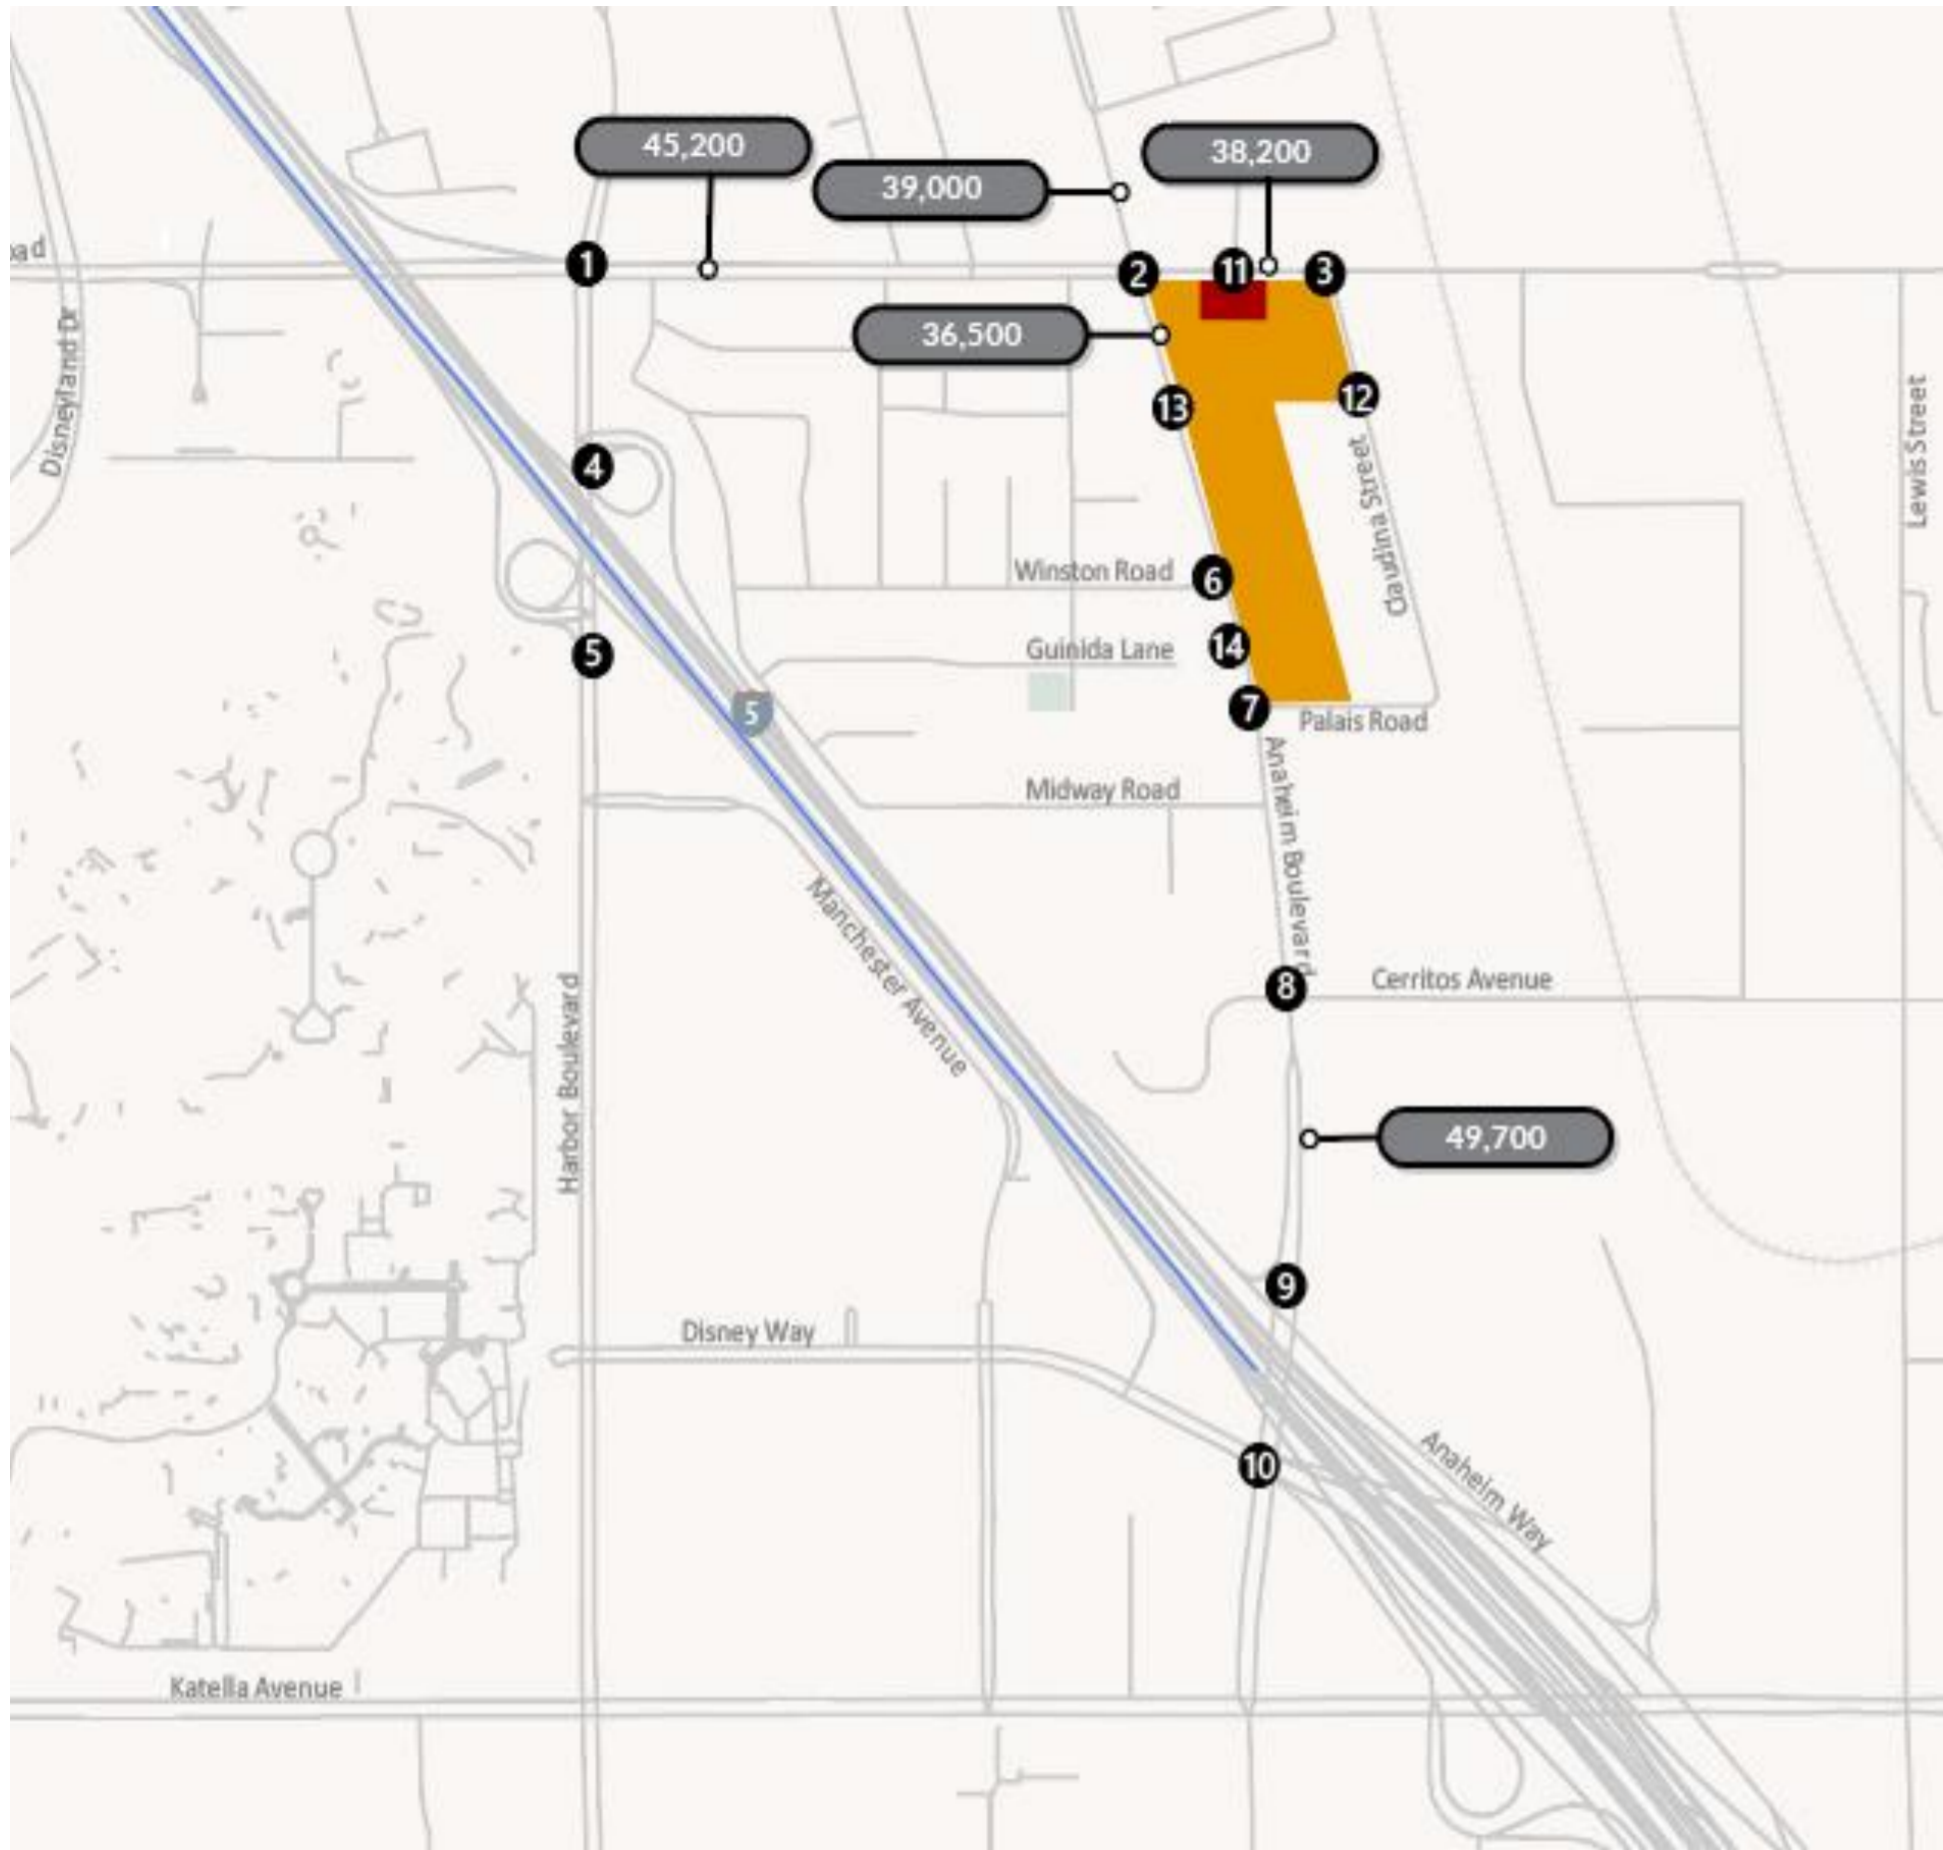 45,200
38,200
39,000
1
2
11
3
oad
36,500
Disneyland Dr
13
12
Lewis Street
4
Claudina Street
Winston Road
6
5
Guinida Lane
14
5
7
Palais Road
Midway Road
Anaheim Boulevard
Manchester Avenue
8
Cerritos Avenue
Harbor Boulevard
49,700
9
Disney Way
10
Anaheim Way
Katella Avenue